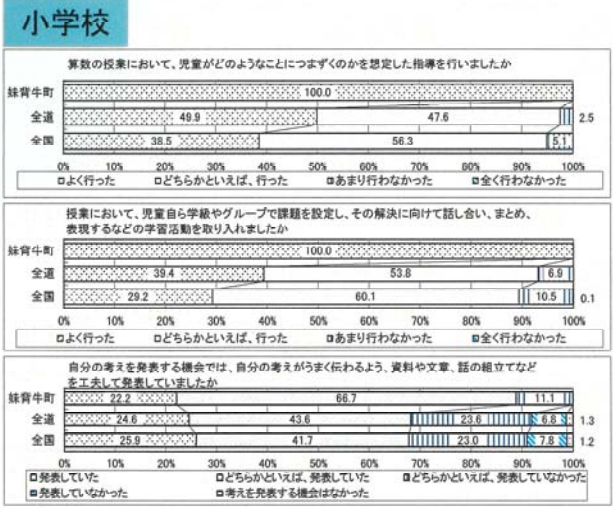 小学校
算数の授業において、児童がどのようなことにつまずくのかを想定した指導を行いましたか
妹背牛町 100.0
全道 49.9 47.6 2.5
全国 38.5 56.3 5.1
0% 10% 20% 30% 40% 50% 60% 70% 80% 90% 100%
よく行った どちらかといえば、行った あまり行わなかった 全く行わなかった
授業において、児童自ら学級やグループで課題を設定し、その解決に向けて話し合い、まとめ、
表現するなどの学習活動を取り入れましたか
妹背牛町 100.0
全道 39.4 53.8 6.9
全国 29.2 60.1 10.5 0.1
0% 10% 20% 30% 40% 50% 60% 70% 80% 90% 100%
よく行った どちらかといえば、行った あまり行わなかった 全く行わなかった
自分の考えを発表する機会では、自分の考えがうまく伝わるよう、資料や文章、話の組立てなど
を工夫して発表していましたか
妹背牛町 22.2 66.7 11.1
全道 24.6 43.6 23.6 6.8 1.3
全国 25.9 41.7 23.0 7.8 1.2
0% 10% 20% 30% 40% 50% 60% 70% 80% 90% 100%
発表していた どちらかといえば、発表していた どちらかといえば、発表していなかった
発表していなかった 考えを発表する機会はなかった